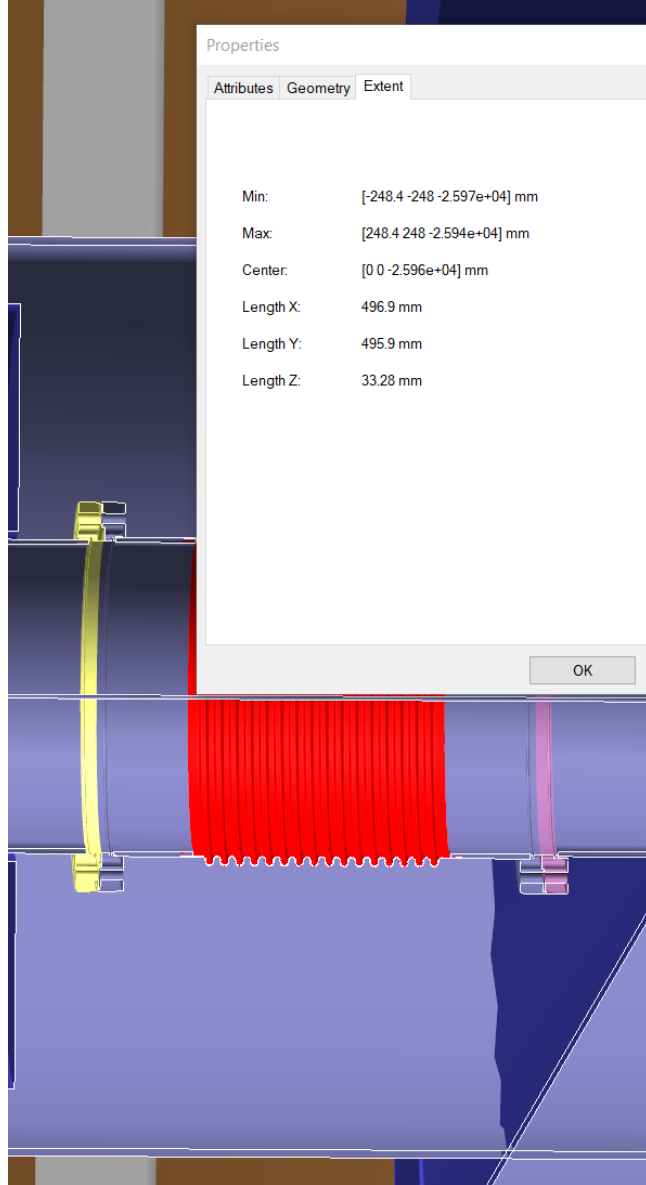 Properties
Attributes Geometry Extent
Min: [-248.4 -248 -2.597e+04] mm
Max: [248.4 248 -2.594e+04] mm
Center: [0 0 -2.596e+04] mm
Length X: 496.9 mm
Length Y: 495.9 mm
Length Z: 33.28 mm
OK